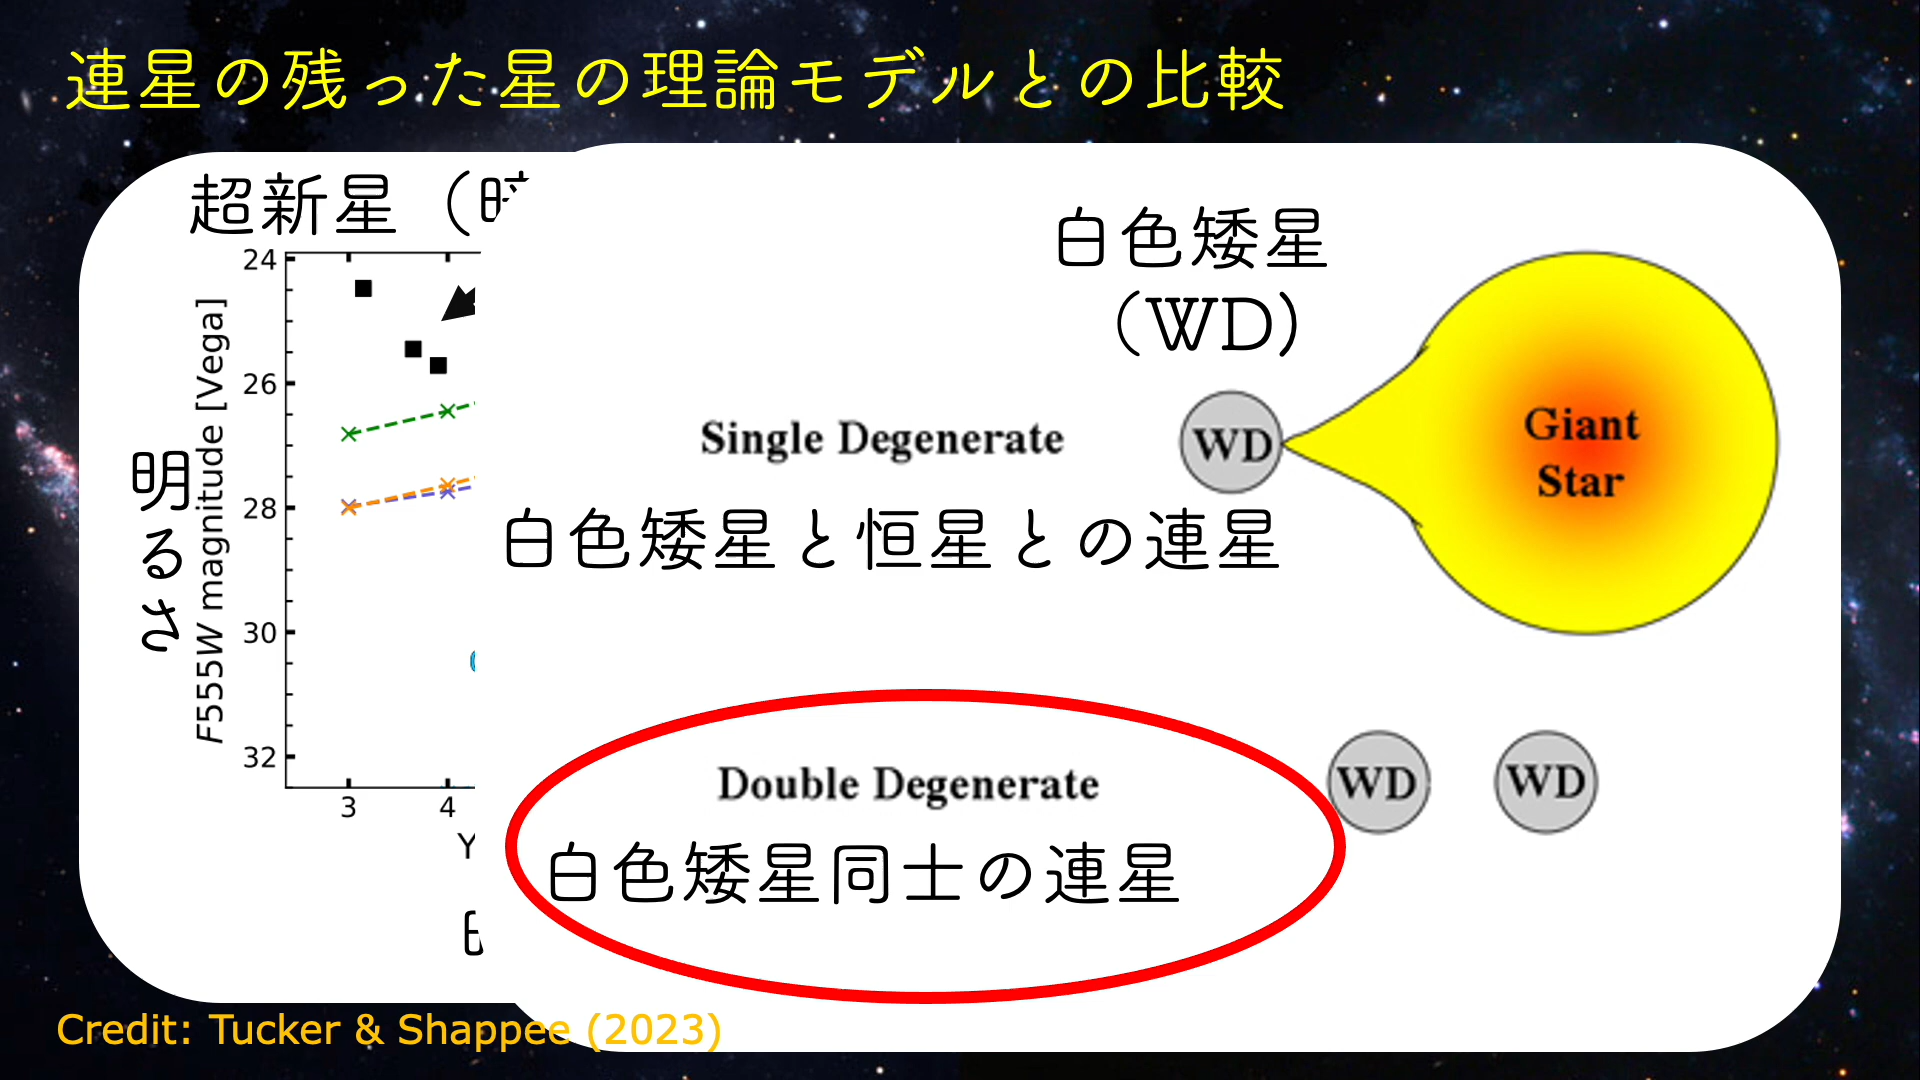 連星の残った星の理論モデルとの比較
超新星（
24
26
28
30
32
3
4
F555W magnitude [Vega]
明るさ
白色矮星
（WD）
Single Degenerate
WD
Giant
Star
白色矮星と恒星との連星
Double Degenerate
WD
WD
白色矮星同士の連星
Credit: Tucker & Shappee (2023)